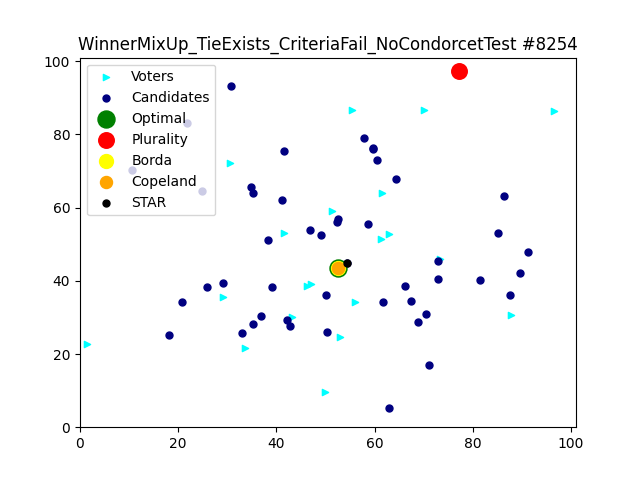 WinnerMixUp_TieExists_CriteriaFail_NoCondorcetTest #8254
100
80
60
40
20
0
0 20 40 60 80 100
Voters
Candidates
Optimal
Plurality
Borda
Copeland
STAR